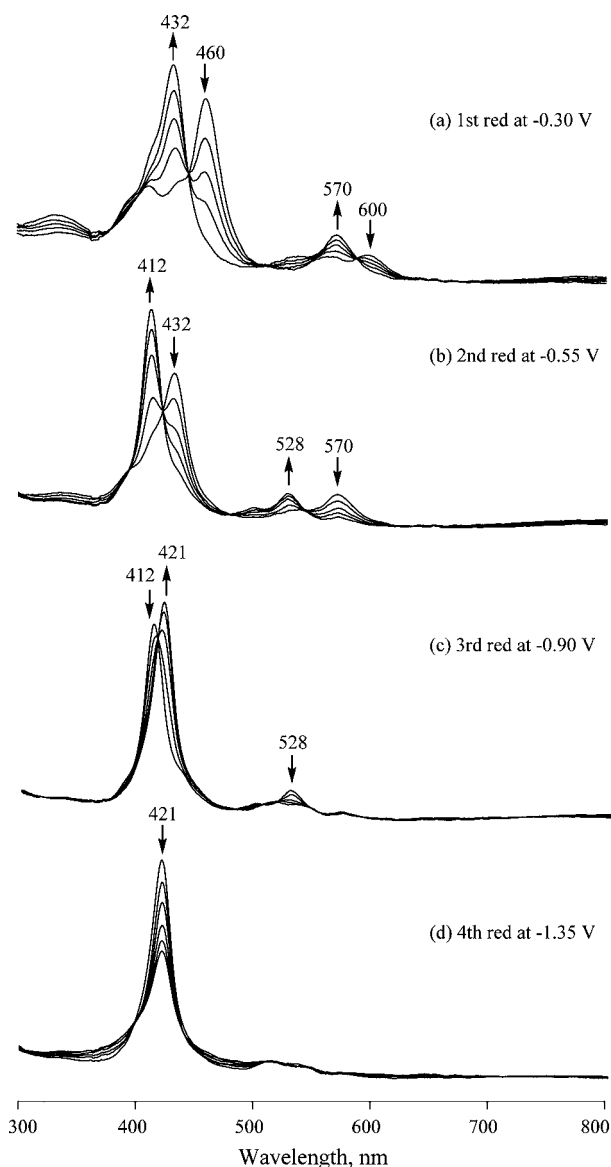 432
460
(a) 1st red at -0.30 V
570
600
412
432
(b) 2nd red at -0.55 V
528
570
421
412
(c) 3rd red at -0.90 V
528
421
(d) 4th red at -1.35 V
300 400 500 600 700 800
Wavelength, nm